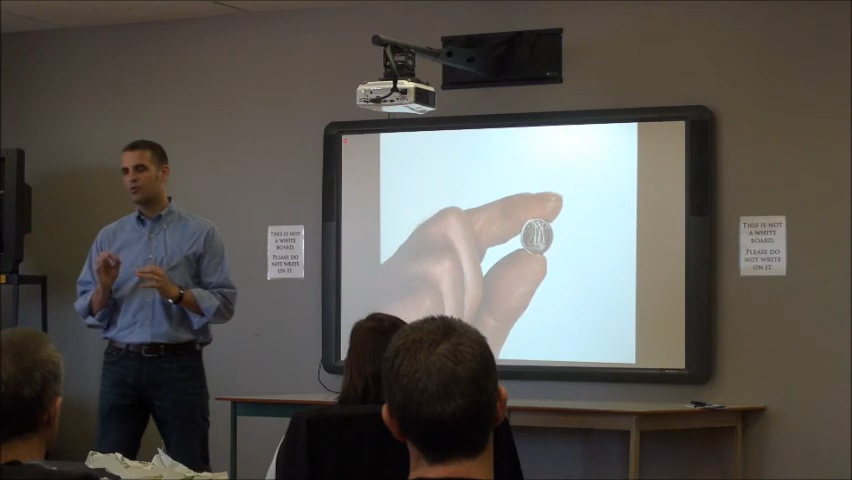 THIS IS NOT
A WHITE
BOARD.
PLEASE DO
NOT WRITE
ON IT.
THIS IS NOT
A WHITE
BOARD.
PLEASE DO
NOT WRITE
ON IT.